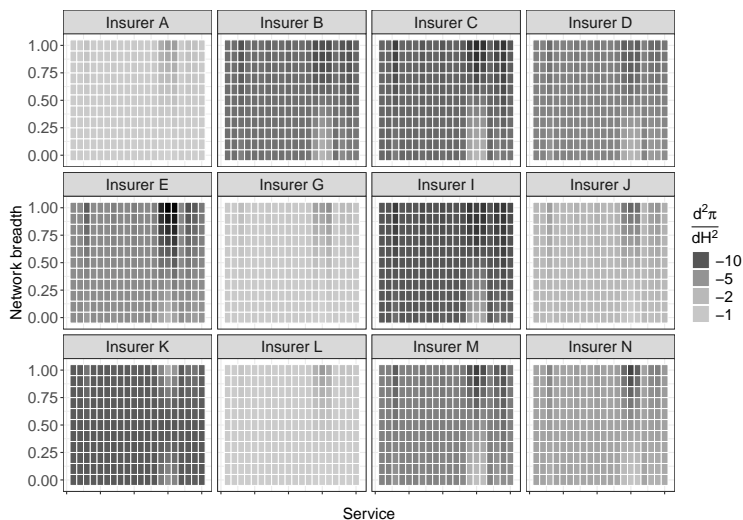 Insurer A Insurer B Insurer C Insurer D
1.00
0.75
0.50
0.25
0.00
Insurer E Insurer G Insurer I Insurer J
1.00
0.75
0.50
0.25
0.00
Insurer K Insurer L Insurer M Insurer N
1.00
0.75
0.50
0.25
0.00
Network breadth
Service
d²π
dH²
−10
−5
−2
−1